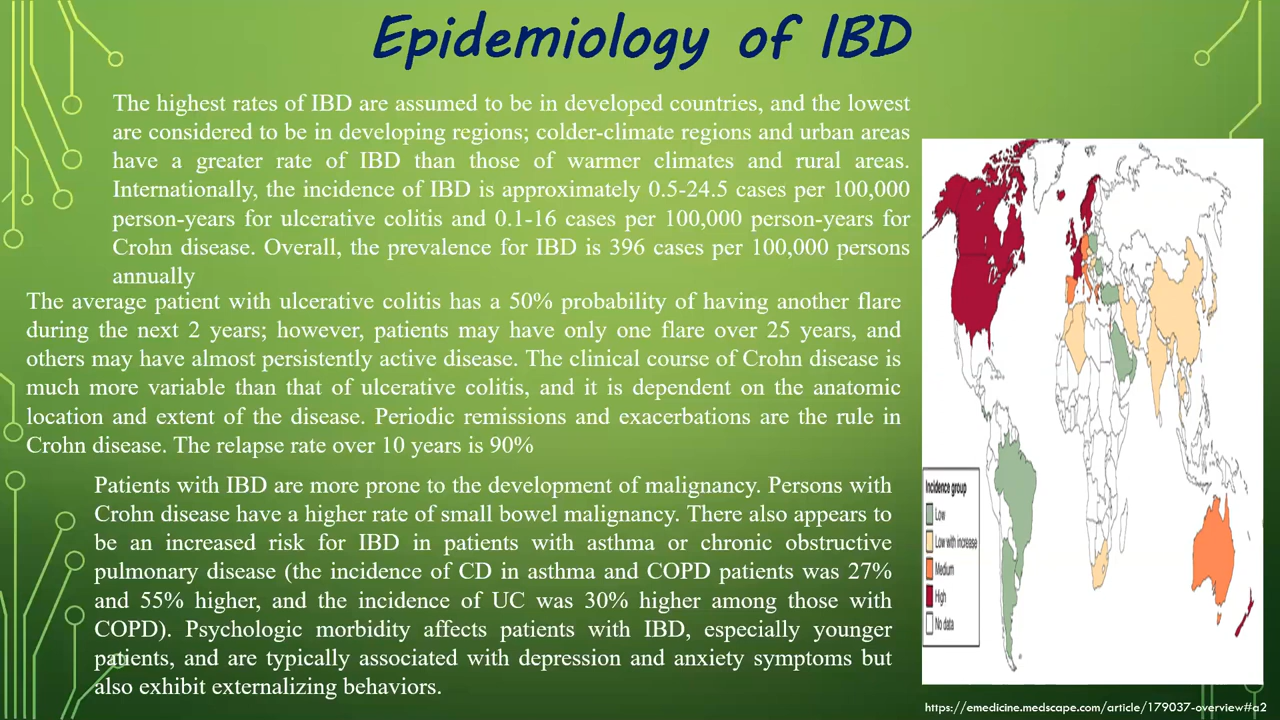 Epidemiology of IBD
The highest rates of IBD are assumed to be in developed countries, and the lowest
are considered to be in developing regions; colder-climate regions and urban areas
have a greater rate of IBD than those of warmer climates and rural areas.
Internationally, the incidence of IBD is approximately 0.5-24.5 cases per 100,000
person-years for ulcerative colitis and 0.1-16 cases per 100,000 person-years for
Crohn disease. Overall, the prevalence for IBD is 396 cases per 100,000 persons
annually
The average patient with ulcerative colitis has a 50% probability of having another flare
during the next 2 years; however, patients may have only one flare over 25 years, and
others may have almost persistently active disease. The clinical course of Crohn disease is
much more variable than that of ulcerative colitis, and it is dependent on the anatomic
location and extent of the disease. Periodic remissions and exacerbations are the rule in
Crohn disease. The relapse rate over 10 years is 90%
Patients with IBD are more prone to the development of malignancy. Persons with
Crohn disease have a higher rate of small bowel malignancy. There also appears to
be an increased risk for IBD in patients with asthma or chronic obstructive
pulmonary disease (the incidence of CD in asthma and COPD patients was 27%
and 55% higher, and the incidence of UC was 30% higher among those with
COPD). Psychologic morbidity affects patients with IBD, especially younger
patients, and are typically associated with depression and anxiety symptoms but
also exhibit externalizing behaviors.
Incidence group
Low
Low with increase
Medium
High
No data
https://emedicine.medscape.com/article/179037-overview#a2